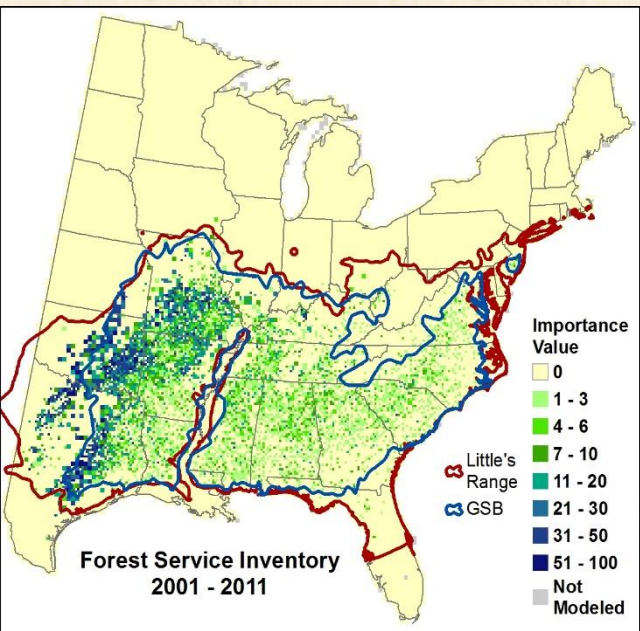 Importance
Value
0
1 - 3
4 - 6
7 - 10
11 - 20
21 - 30
31 - 50
51 - 100
Not
Modeled
Little's
Range
GSB
Forest Service Inventory
2001 - 2011